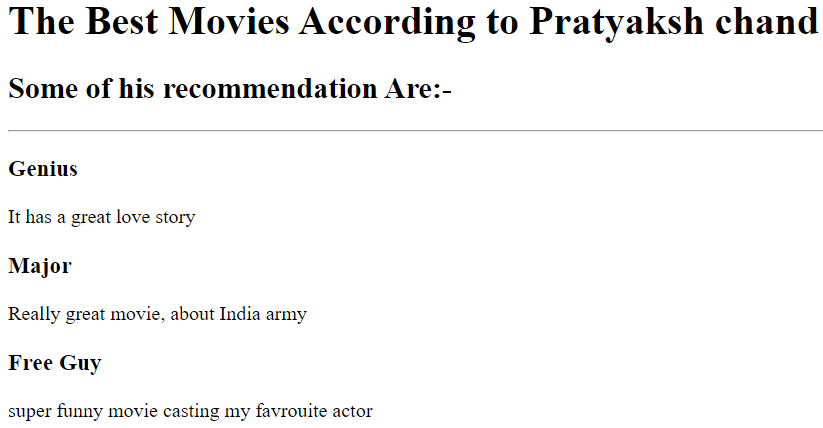 The Best Movies According to Pratyaksh chand
Some of his recommendation Are:-
Genius
It has a great love story
Major
Really great movie, about India army
Free Guy
super funny movie casting my favrouite actor